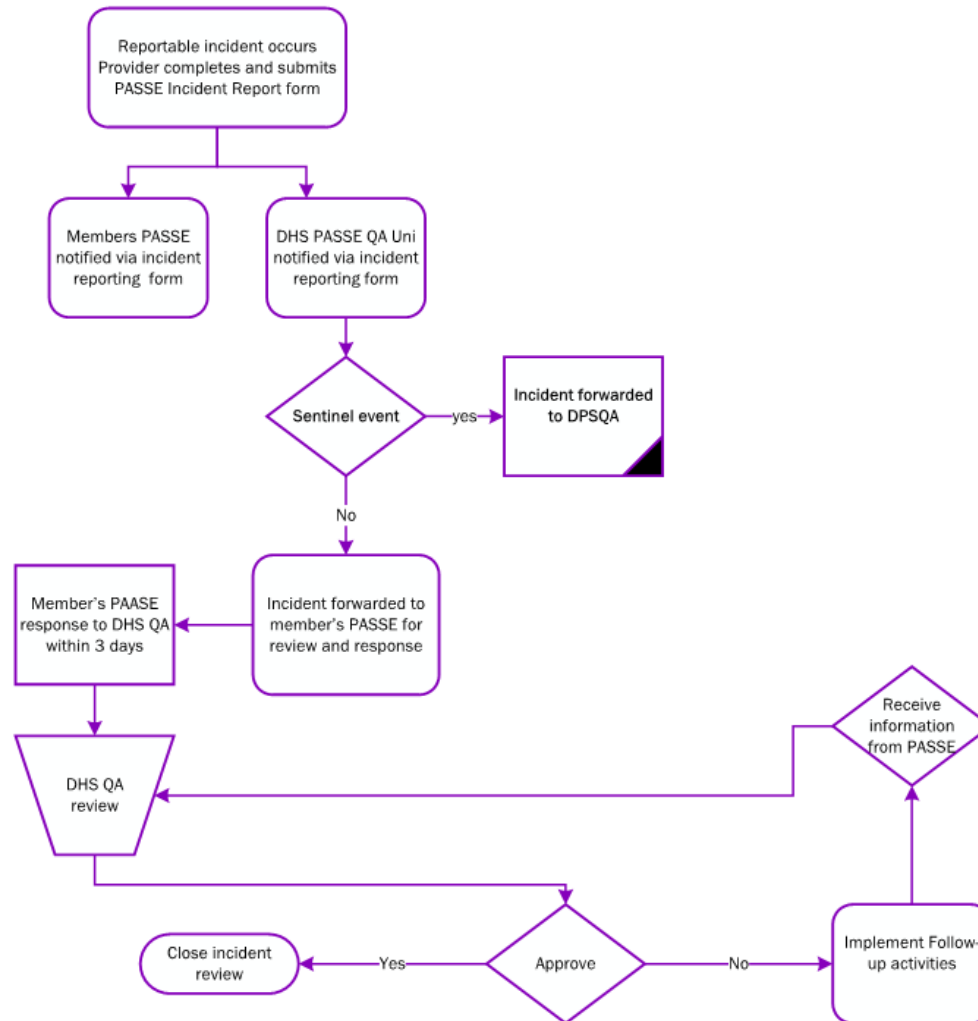 Reportable incident occurs
Provider completes and submits
PASSE Incident Report form
Members PASSE
notified via incident
reporting form
DHS PASSE QA Uni
notified via incident
reporting form
Sentinel event
yes
Incident forwarded
to DPSQA
No
Incident forwarded to
member's PASSE for
review and response
Member's PAASE
response to DHS QA
within 3 days
DHS QA
review
Receive
information
from PASSE
Approve
Yes
Close incident
review
No
Implement Follow-
up activities